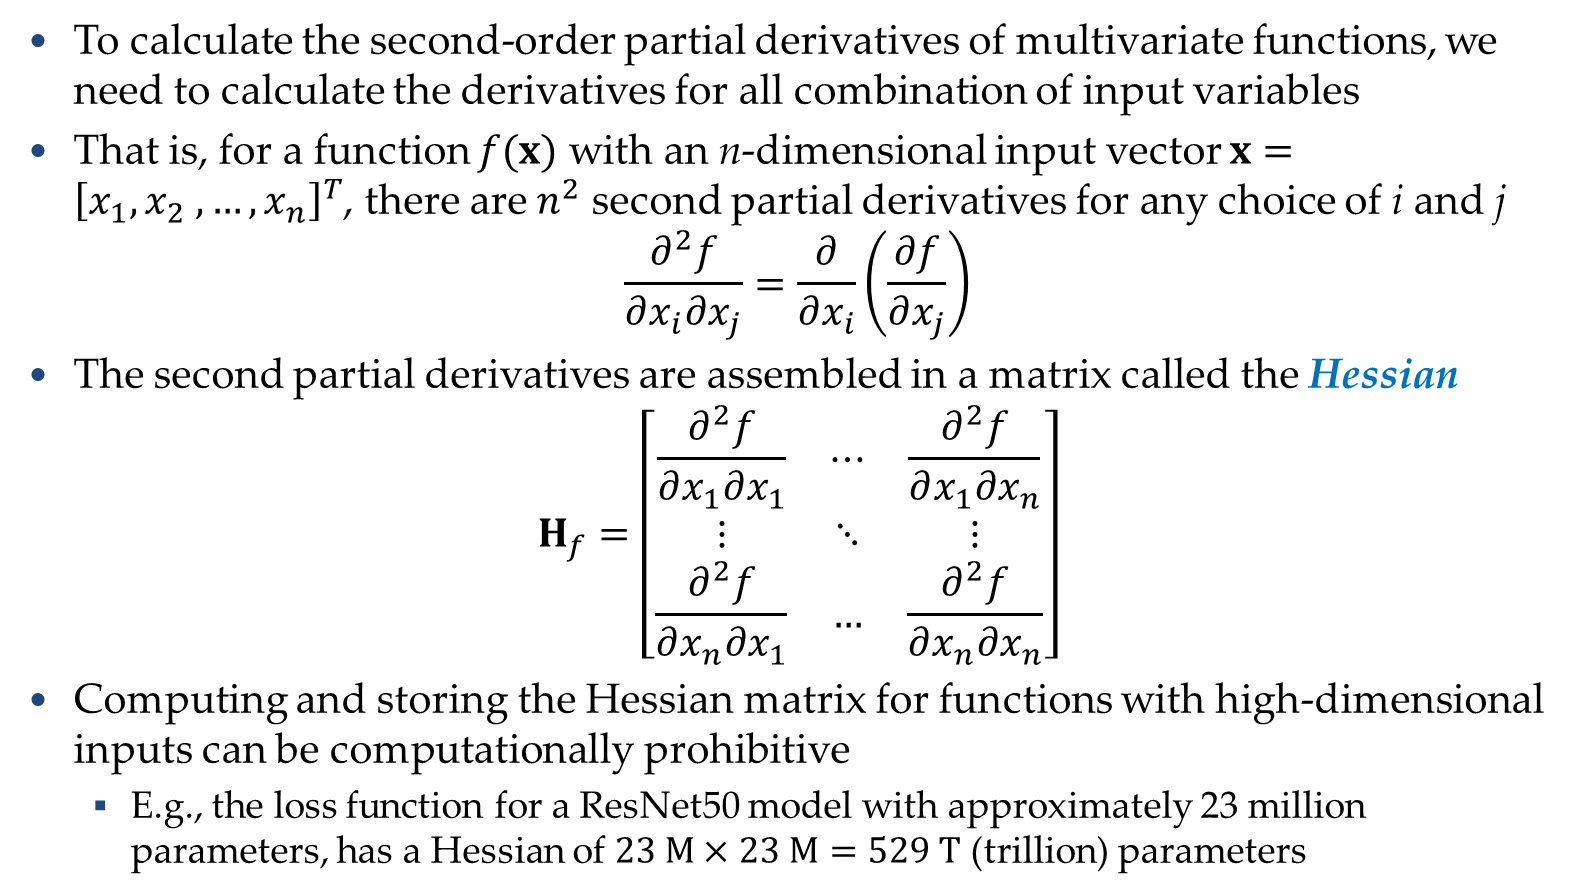 • To calculate the second-order partial derivatives of multivariate functions, we
need to calculate the derivatives for all combination of input variables
• That is, for a function f(𝐱) with an n-dimensional input vector 𝐱 =
[x₁, x₂ , … , xₙ]ᵀ, there are n² second partial derivatives for any choice of i and j
∂²f/∂xᵢ∂xⱼ = ∂/∂xᵢ (∂f/∂xⱼ)
• The second partial derivatives are assembled in a matrix called the Hessian
𝐇_f = [ ∂²f/∂x₁∂x₁ ⋯ ∂²f/∂x₁∂xₙ
⋮ ⋱ ⋮
∂²f/∂xₙ∂x₁ … ∂²f/∂xₙ∂xₙ ]
• Computing and storing the Hessian matrix for functions with high-dimensional
inputs can be computationally prohibitive
▪ E.g., the loss function for a ResNet50 model with approximately 23 million
parameters, has a Hessian of 23 M × 23 M = 529 T (trillion) parameters